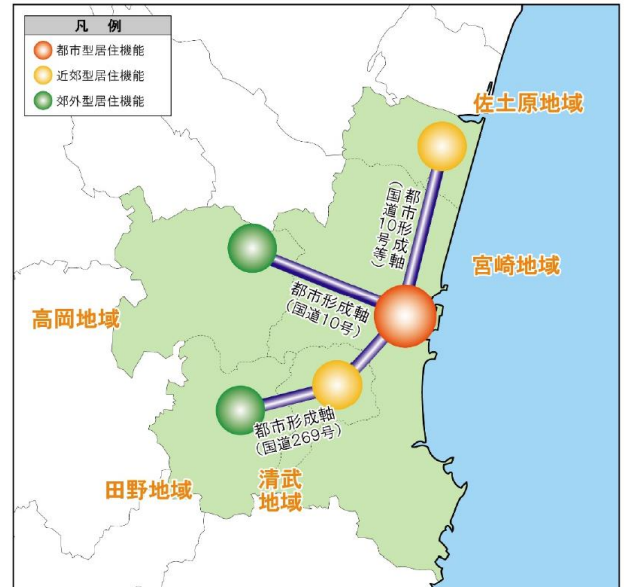 凡 例
都市型居住機能
近郊型居住機能
郊外型居住機能
佐土原地域
都市形成軸
(国道10号等)
宮崎地域
都市形成軸
(国道10号)
高岡地域
都市形成軸
(国道269号)
田野地域
清武
地域